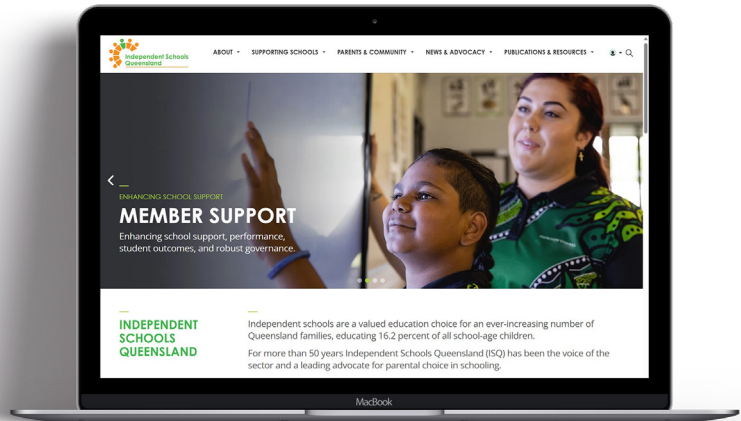 Independent Schools
Queensland
ABOUT
SUPPORTING SCHOOLS
PARENTS & COMMUNITY
NEWS & ADVOCACY
PUBLICATIONS & RESOURCES
ENHANCING SCHOOL SUPPORT
MEMBER SUPPORT
Enhancing school support, performance,
student outcomes, and robust governance.
INDEPENDENT
SCHOOLS
QUEENSLAND
Independent schools are a valued education choice for an ever-increasing number of
Queensland families, educating 16.2 percent of all school-age children.
For more than 50 years Independent Schools Queensland (ISQ) has been the voice of the
sector and a leading advocate for parental choice in schooling.
MacBook